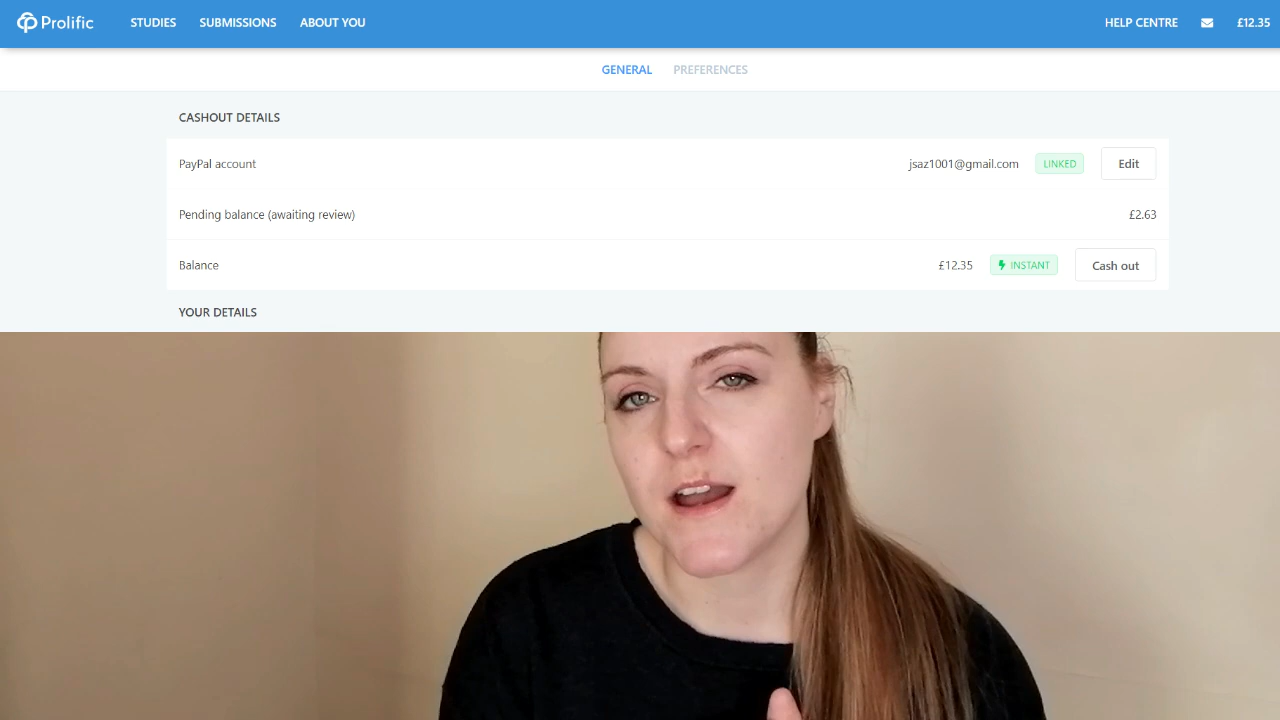 Prolific STUDIES SUBMISSIONS ABOUT YOU HELP CENTRE £12.35
GENERAL PREFERENCES
CASHOUT DETAILS
PayPal account jsaz1001@gmail.com LINKED Edit
Pending balance (awaiting review) £2.63
Balance £12.35 INSTANT Cash out
YOUR DETAILS